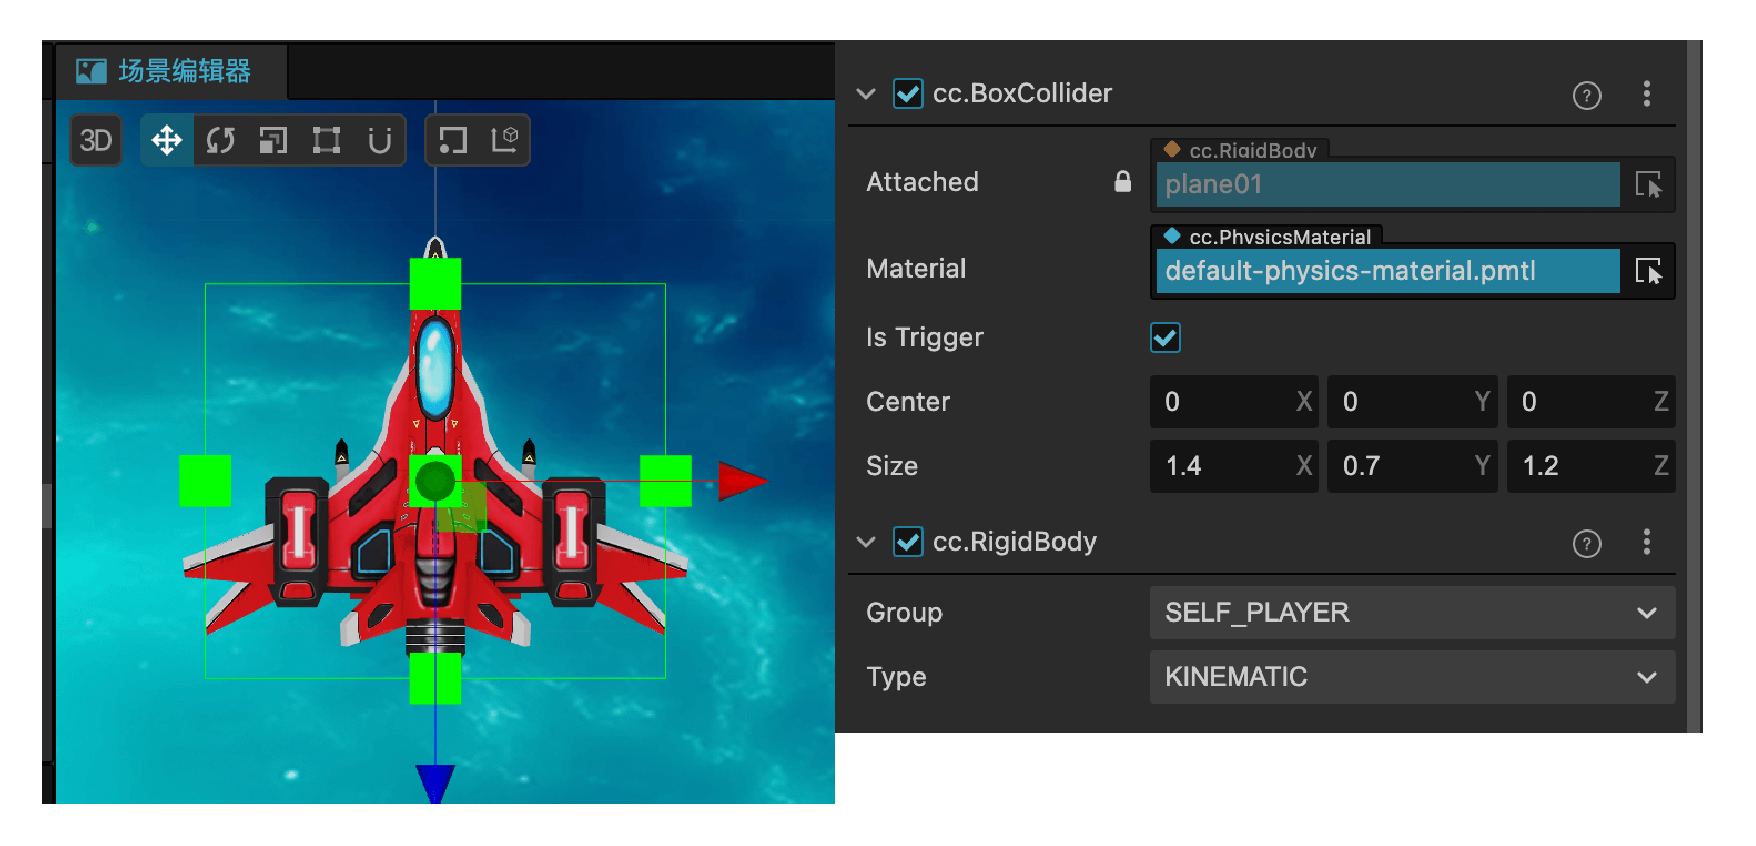 场景编辑器
3D
cc.BoxCollider
Attached
cc.RigidBody
plane01
Material
cc.PhysicsMaterial
default-physics-material.pmtl
Is Trigger
Center 0 X 0 Y 0 Z
Size 1.4 X 0.7 Y 1.2 Z
cc.RigidBody
Group SELF_PLAYER
Type KINEMATIC